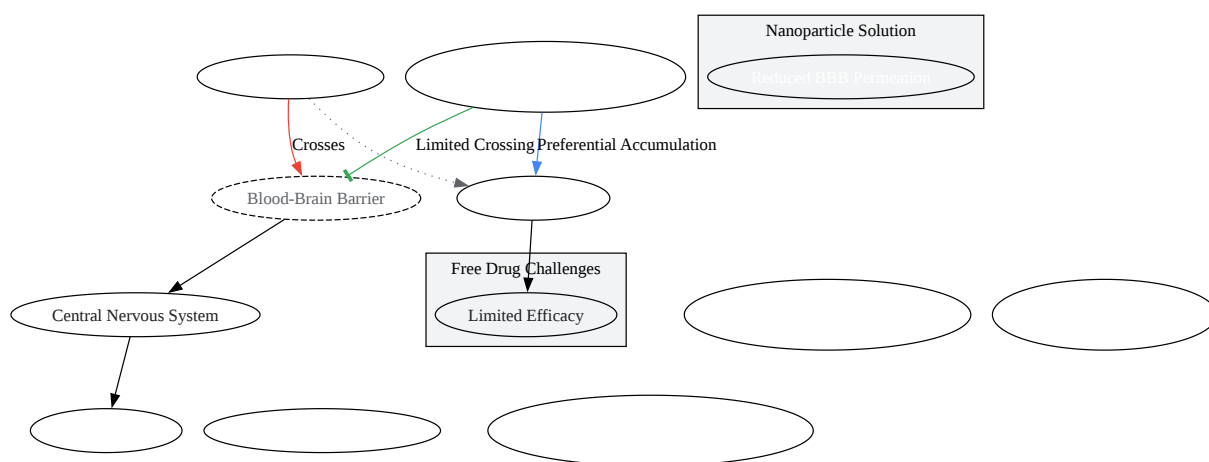 Nanoparticle Solution
Reduced BBB Permeation
Crosses
Limited Crossing
Preferential Accumulation
Blood-Brain Barrier
Free Drug Challenges
Central Nervous System
Limited Efficacy